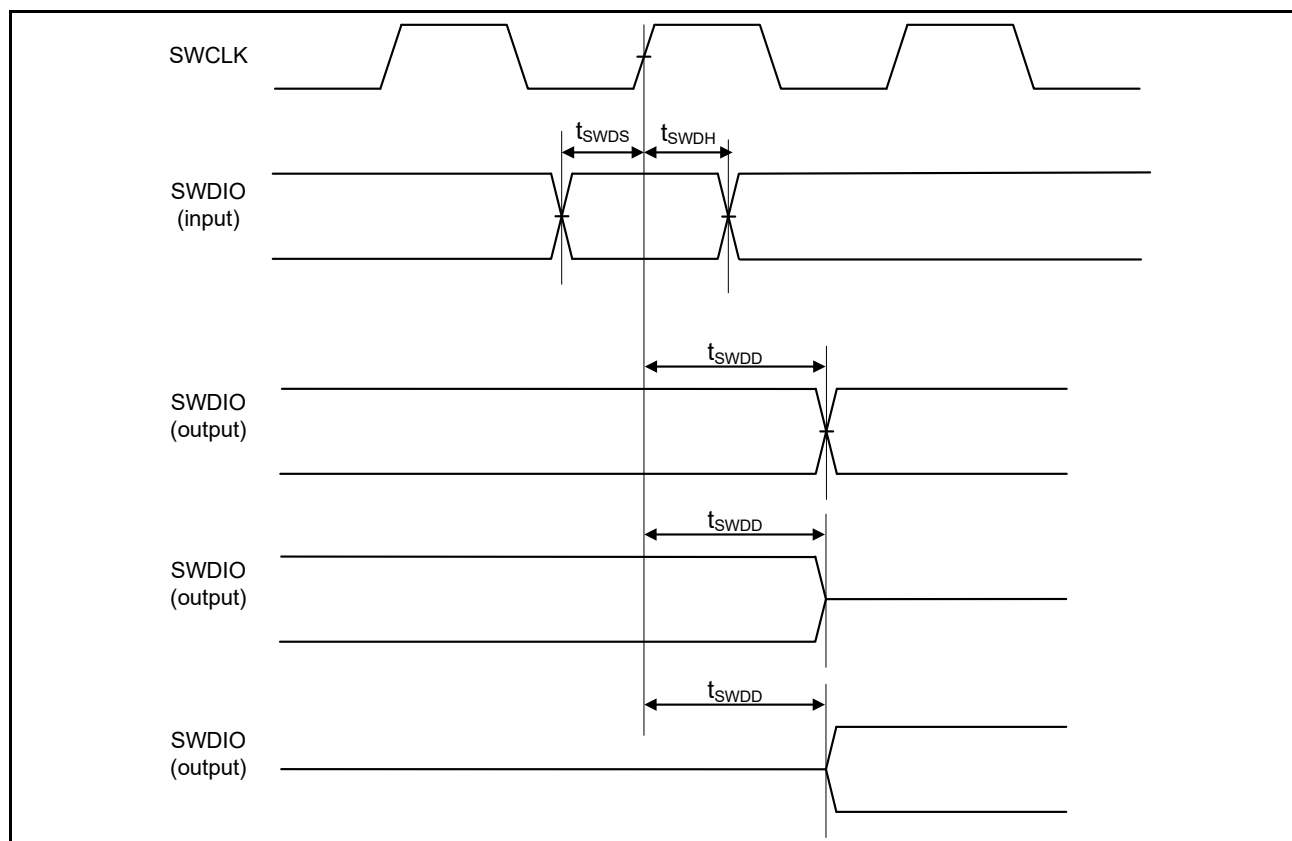 SWCLK
tSWDS
tSWDH
SWDIO
(input)
tSWDD
SWDIO
(output)
tSWDD
SWDIO
(output)
tSWDD
SWDIO
(output)